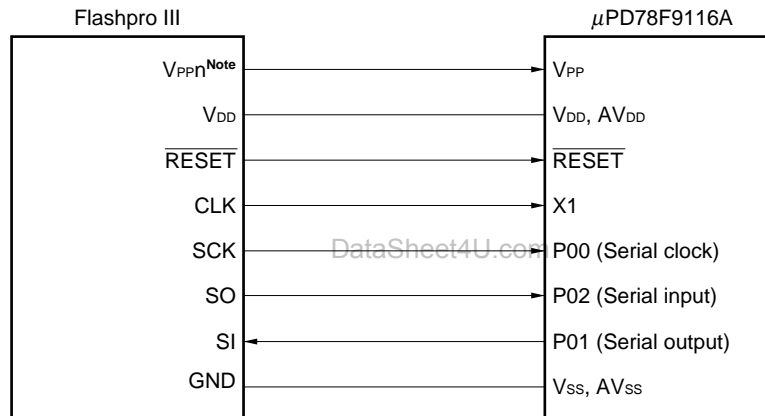 Flashpro III
μPD78F9116A
VPPnNote
VPP
VDD
VDD, AVDD
RESET
RESET
CLK
X1
SCK
DataSheet4U.com
P00 (Serial clock)
SO
P02 (Serial input)
SI
P01 (Serial output)
GND
VSS, AVSS